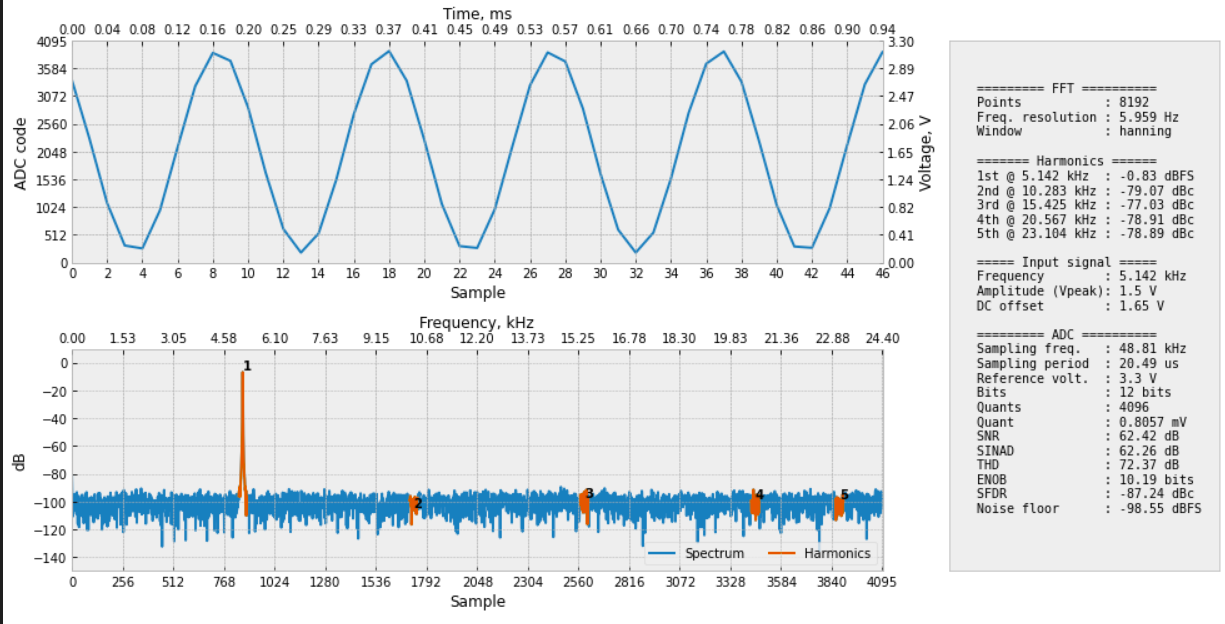 Time, ms
0.00 0.04 0.08 0.12 0.16 0.20 0.25 0.29 0.33 0.37 0.41 0.45 0.49 0.53 0.57 0.61 0.66 0.70 0.74 0.78 0.82 0.86 0.90 0.94
4095 3.30
3584 2.89
3072 2.47
2560 2.06
2048 1.65
1536 1.24
1024 0.82
512 0.41
0 0.00
ADC code
Voltage, V
0 2 4 6 8 10 12 14 16 18 20 22 24 26 28 30 32 34 36 38 40 42 44 46
Sample
Frequency, kHz
0.00 1.53 3.05 4.58 6.10 7.63 9.15 10.68 12.20 13.73 15.25 16.78 18.30 19.83 21.36 22.88 24.40
0
−20
−40
−60
−80
−100
−120
−140
dB
1
2
3
4
5
Spectrum Harmonics
0 256 512 768 1024 1280 1536 1792 2048 2304 2560 2816 3072 3328 3584 3840 4095
Sample
========= FFT ==========
Points : 8192
Freq. resolution : 5.959 Hz
Window : hanning
======= Harmonics ======
1st @ 5.142 kHz : -0.83 dBFS
2nd @ 10.283 kHz : -79.07 dBc
3rd @ 15.425 kHz : -77.03 dBc
4th @ 20.567 kHz : -78.91 dBc
5th @ 23.104 kHz : -78.89 dBc
===== Input signal =====
Frequency : 5.142 kHz
Amplitude (Vpeak): 1.5 V
DC offset : 1.65 V
========= ADC ==========
Sampling freq. : 48.81 kHz
Sampling period : 20.49 us
Reference volt. : 3.3 V
Bits : 12 bits
Quants : 4096
Quant : 0.8057 mV
SNR : 62.42 dB
SINAD : 62.26 dB
THD : 72.37 dB
ENOB : 10.19 bits
SFDR : -87.24 dBc
Noise floor : -98.55 dBFS